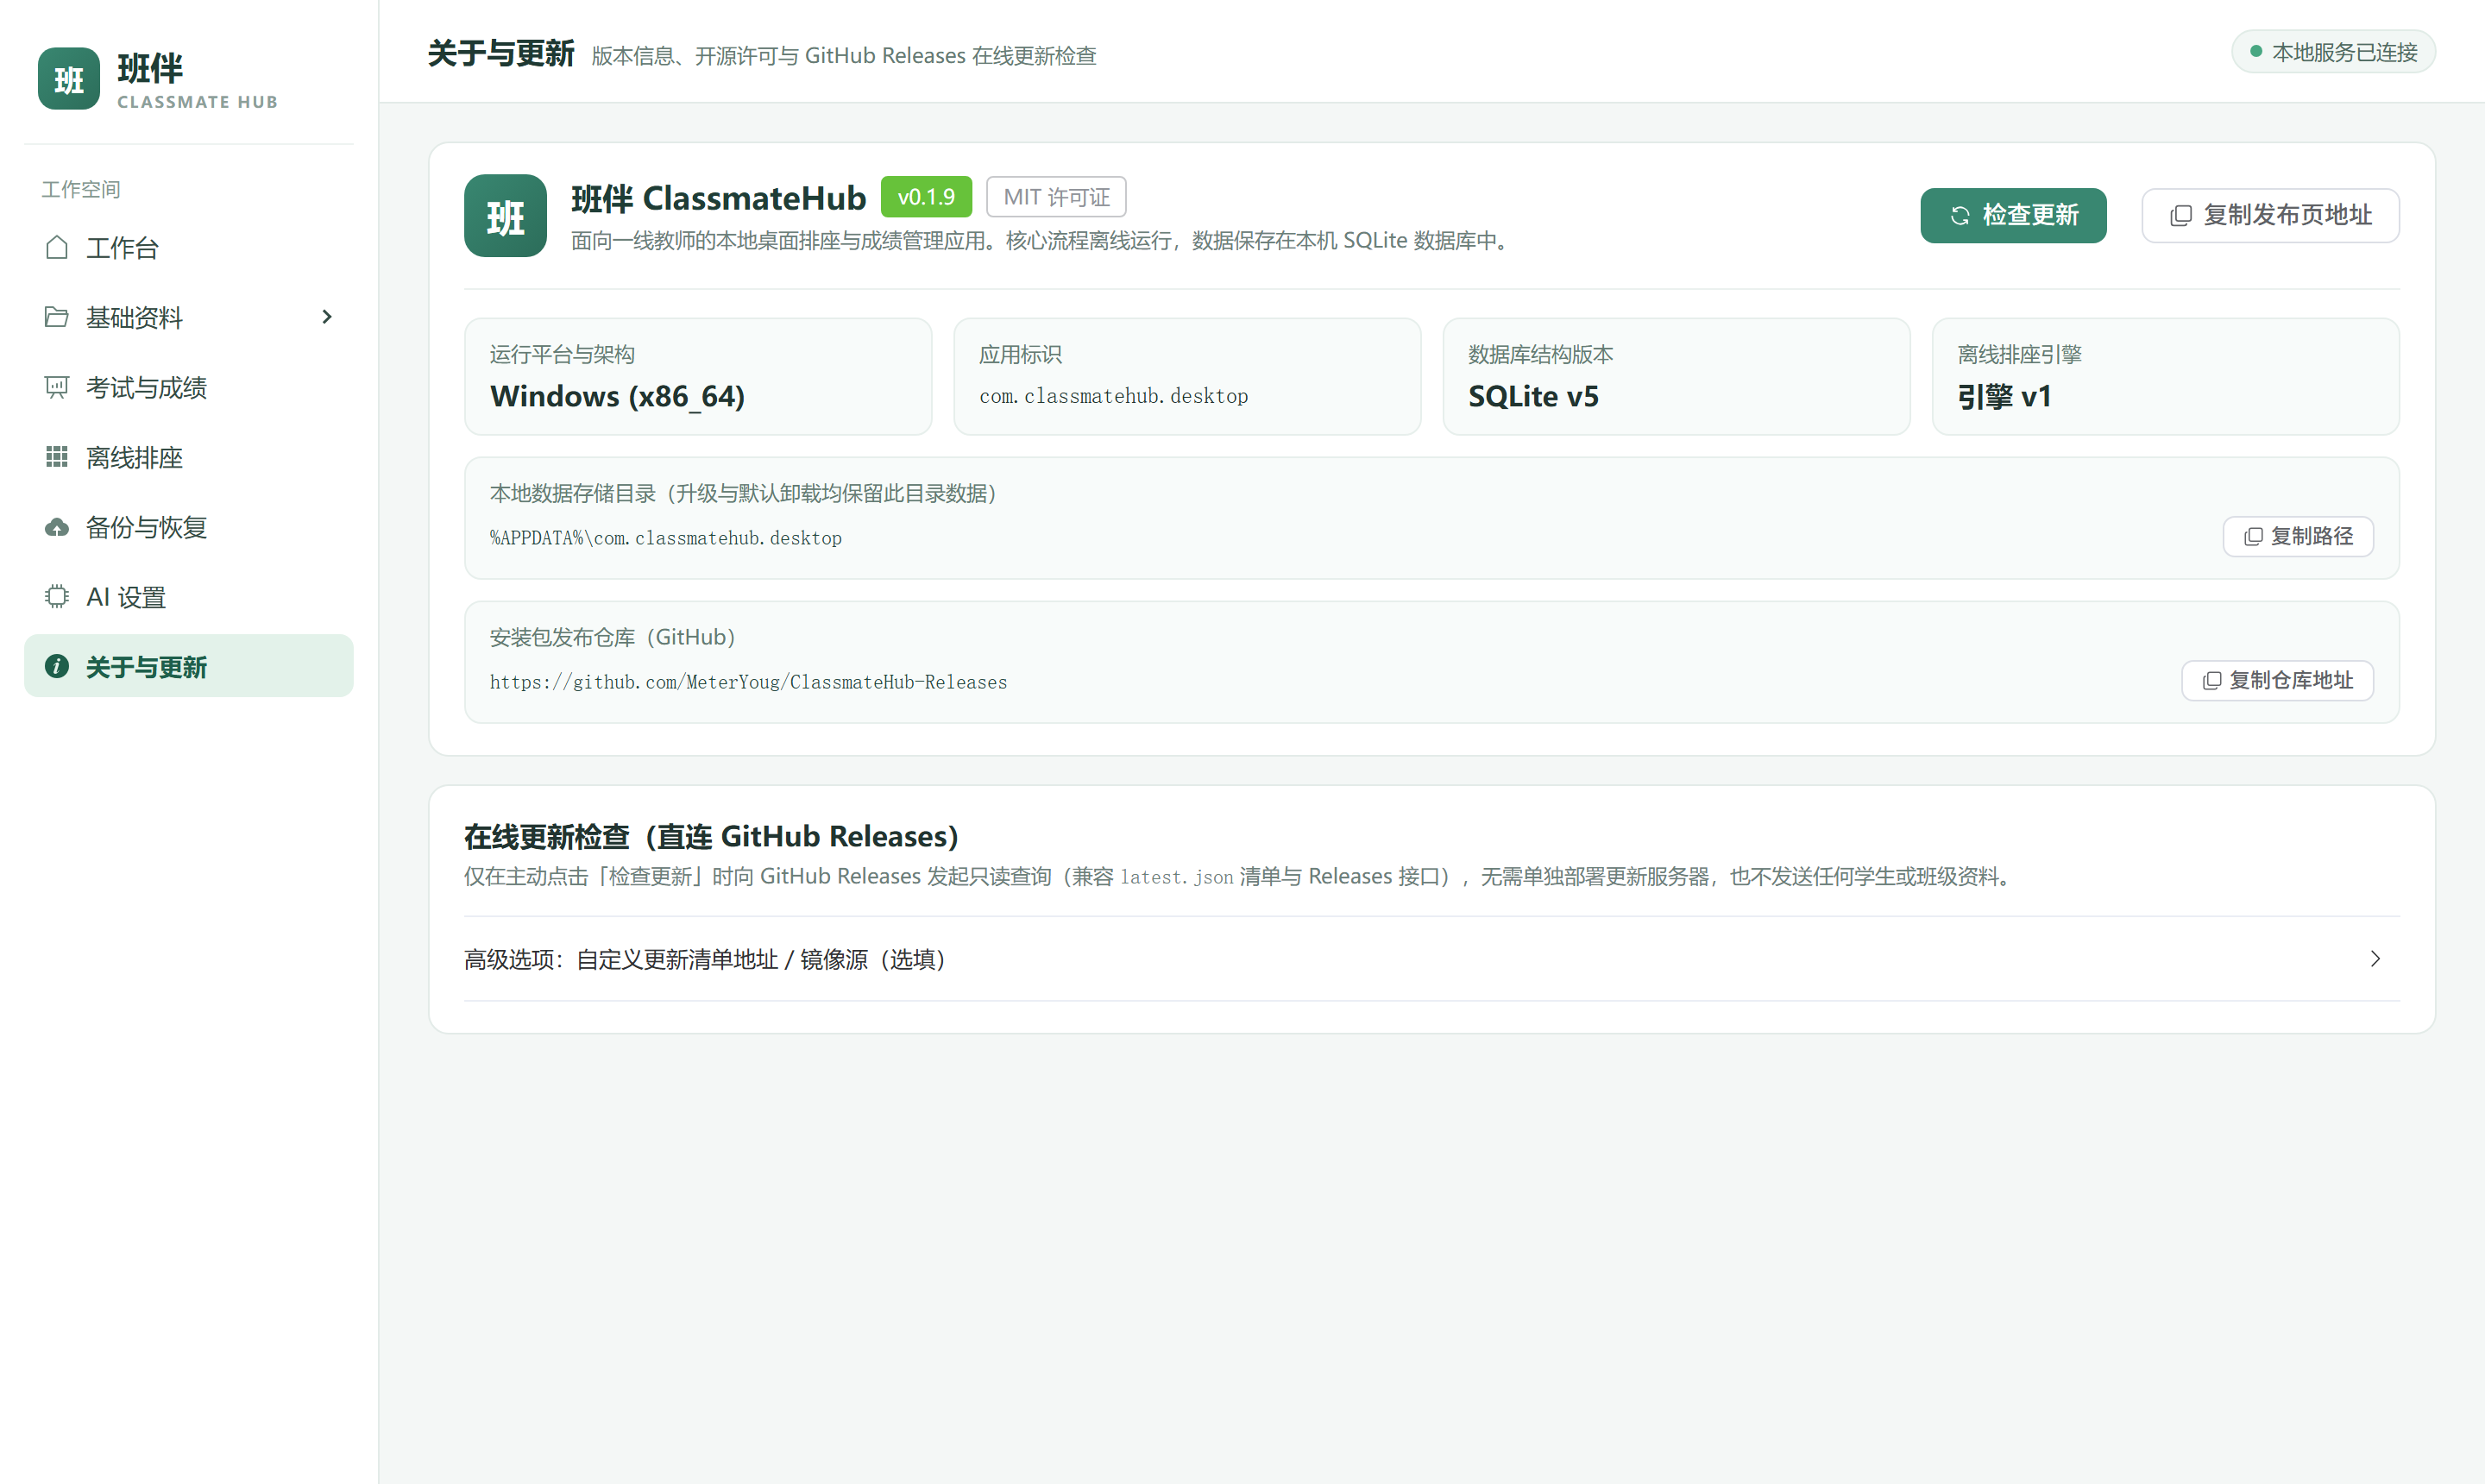 班
班伴
CLASSMATE HUB
工作空间
工作台
基础资料
考试与成绩
离线排座
备份与恢复
AI 设置
关于与更新
关于与更新 版本信息、开源许可与 GitHub Releases 在线更新检查
本地服务已连接
班
班伴 ClassmateHub v0.1.9 MIT 许可证
面向一线教师的本地桌面排座与成绩管理应用。核心流程离线运行，数据保存在本机 SQLite 数据库中。
检查更新
复制发布页地址
运行平台与架构
Windows (x86_64)
应用标识
com.classmatehub.desktop
数据库结构版本
SQLite v5
离线排座引擎
引擎 v1
本地数据存储目录（升级与默认卸载均保留此目录数据）
%APPDATA%\com.classmatehub.desktop
复制路径
安装包发布仓库（GitHub）
https://github.com/MeterYoug/ClassmateHub-Releases
复制仓库地址
在线更新检查（直连 GitHub Releases）
仅在主动点击「检查更新」时向 GitHub Releases 发起只读查询（兼容 latest.json 清单与 Releases 接口），无需单独部署更新服务器，也不发送任何学生或班级资料。
高级选项：自定义更新清单地址 / 镜像源（选填）